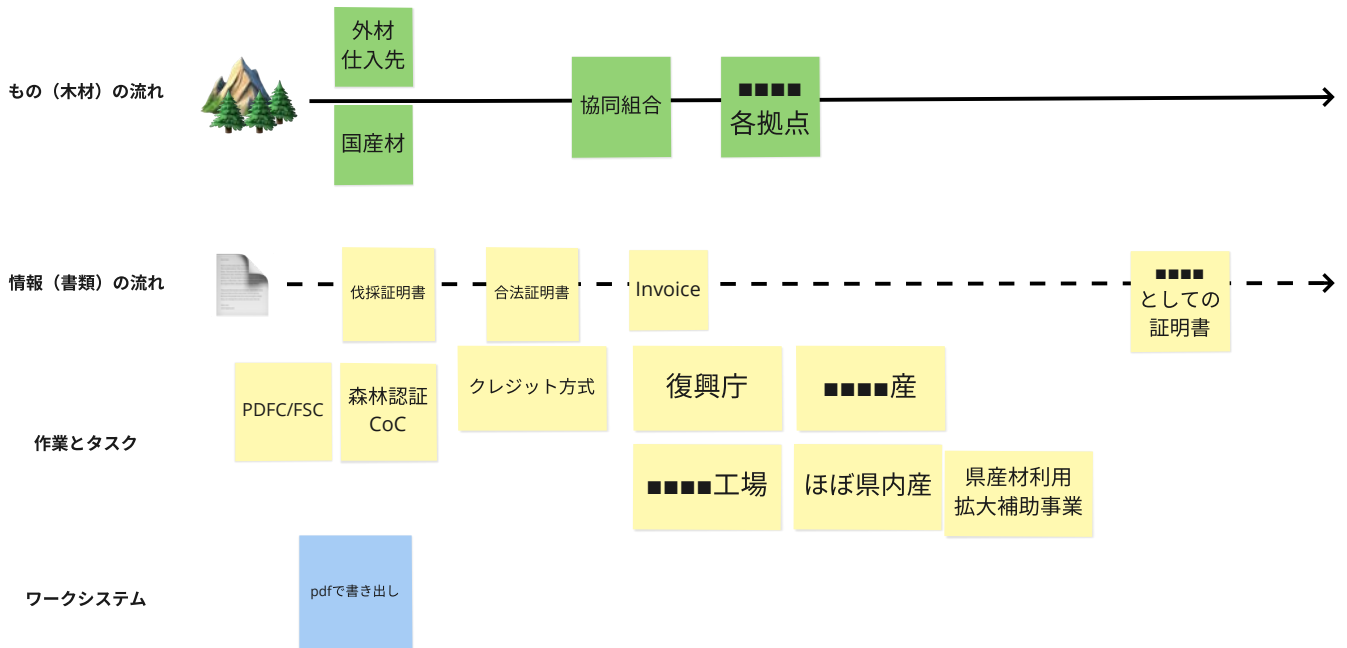 もの（木材）の流れ
外材
仕入先
国産材
協同組合
■■■■
各拠点
情報（書類）の流れ
伐採証明書
合法証明書
Invoice
■■■■
としての
証明書
作業とタスク
PDFC/FSC
森林認証
CoC
クレジット方式
復興庁
■■■■産
■■■■工場
ほぼ県内産
県産材利用
拡大補助事業
ワークシステム
pdfで書き出し